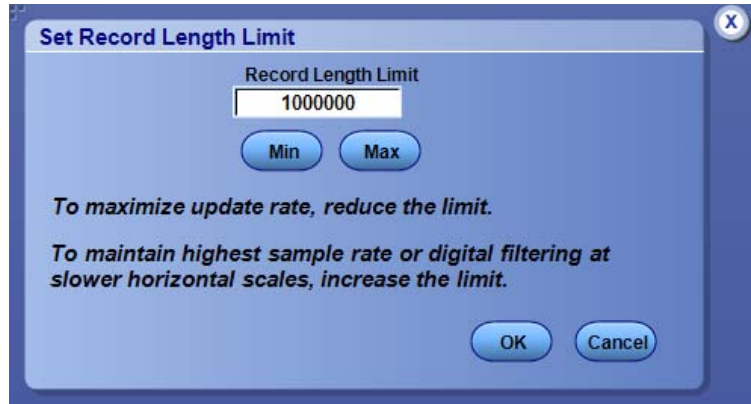 Set Record Length Limit
X
Record Length Limit
1000000
Min Max
To maximize update rate, reduce the limit.
To maintain highest sample rate or digital filtering at
slower horizontal scales, increase the limit.
OK Cancel